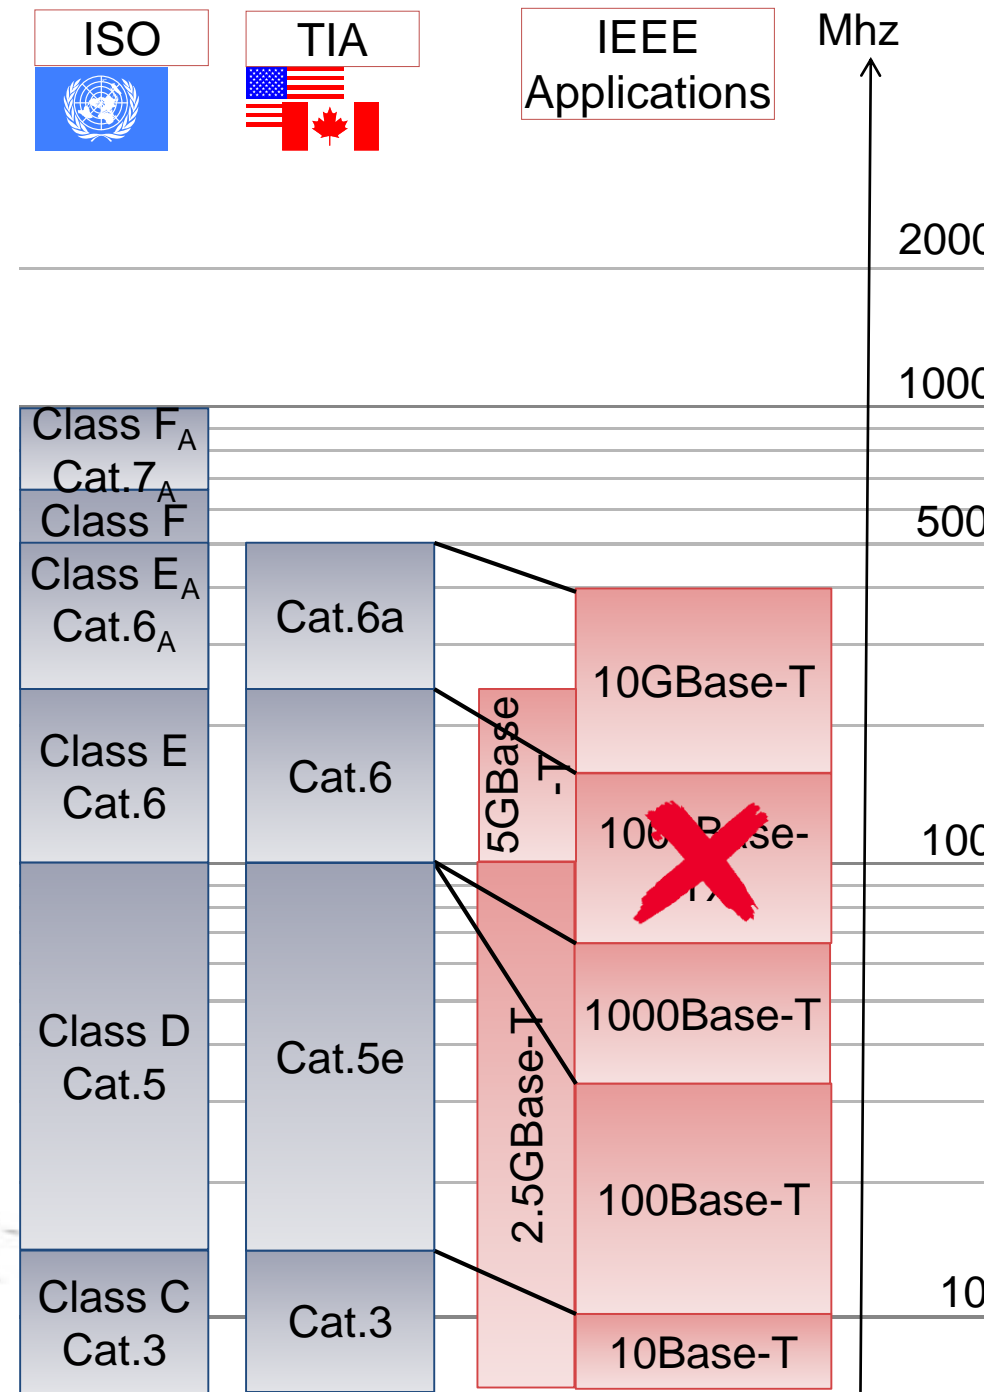 ISO
TIA
IEEE
Applications
Mhz
2000
1000
Class FA
Cat.7A
Class F
500
Class EA
Cat.6A
Cat.6a
10GBase-T
5GBase
-T
Class E
Cat.6
Cat.6
100
Class D
Cat.5
Cat.5e
1000Base-T
2.5GBase-T
100Base-T
10
Class C
Cat.3
Cat.3
10Base-T